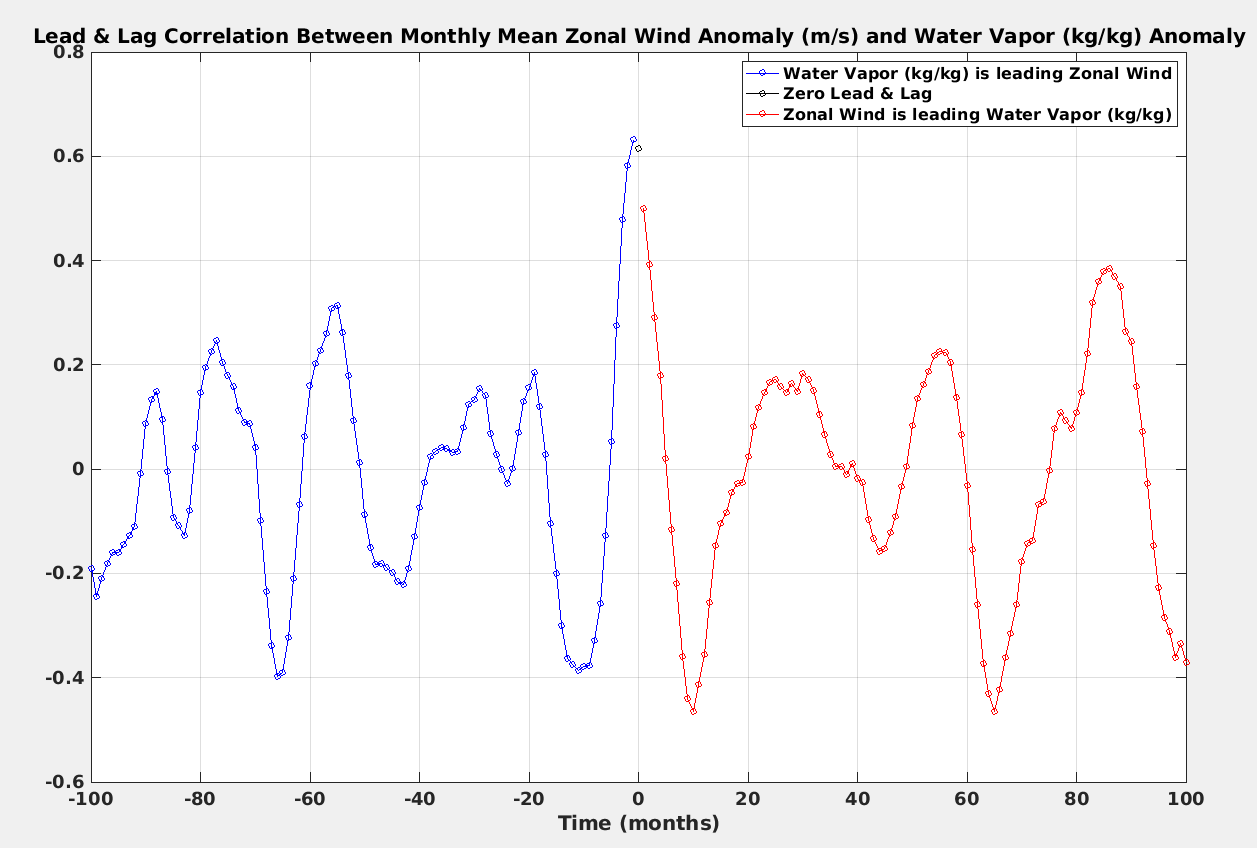 Lead & Lag Correlation Between Monthly Mean Zonal Wind Anomaly (m/s) and Water Vapor (kg/kg) Anomaly
Water Vapor (kg/kg) is leading Zonal Wind
Zero Lead & Lag
Zonal Wind is leading Water Vapor (kg/kg)
0.8
0.6
0.4
0.2
0
-0.2
-0.4
-0.6
-100 -80 -60 -40 -20 0 20 40 60 80 100
Time (months)